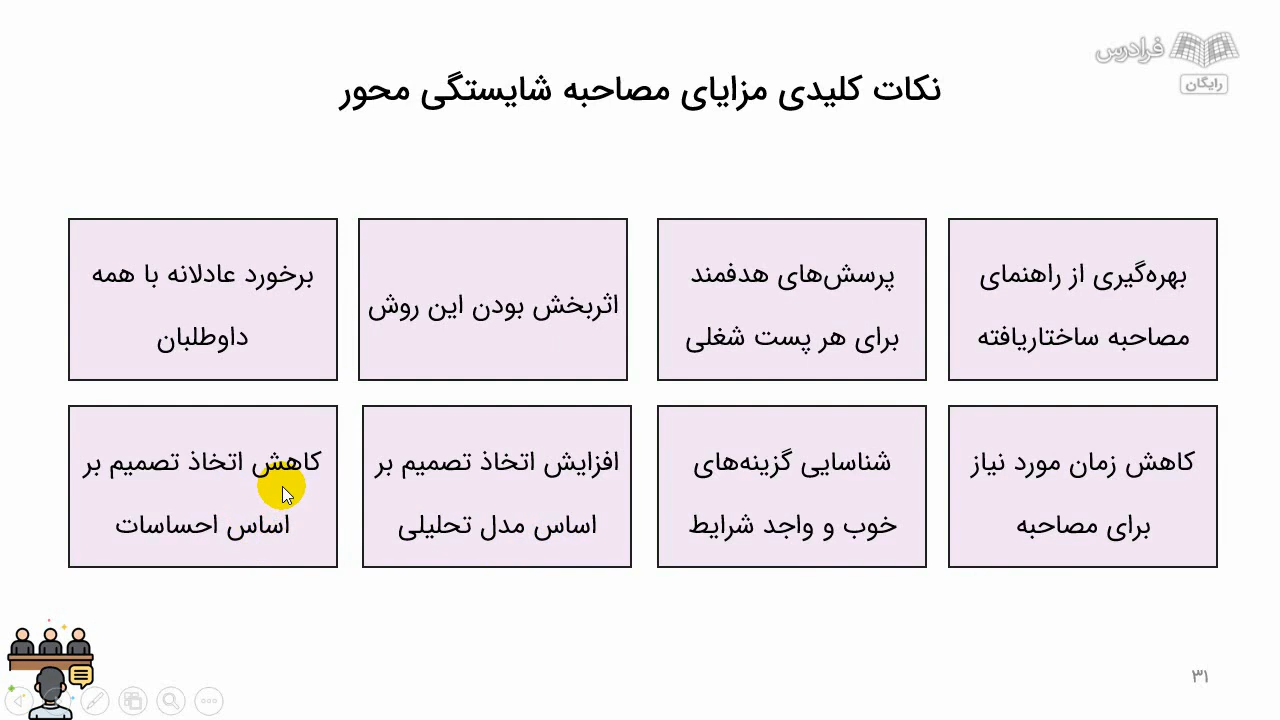 فرادرس
رایگان
نکات کلیدی مزایای مصاحبه شایستگی محور
بهره‌گیری از راهنمای
مصاحبه ساختاریافته
پرسش‌های هدفمند
برای هر پست شغلی
اثربخش بودن این روش
برخورد عادلانه با همه
داوطلبان
کاهش زمان مورد نیاز
برای مصاحبه
شناسایی گزینه‌های
خوب و واجد شرایط
افزایش اتخاذ تصمیم بر
اساس مدل تحلیلی
کاهش اتخاذ تصمیم بر
اساس احساسات
۳۱